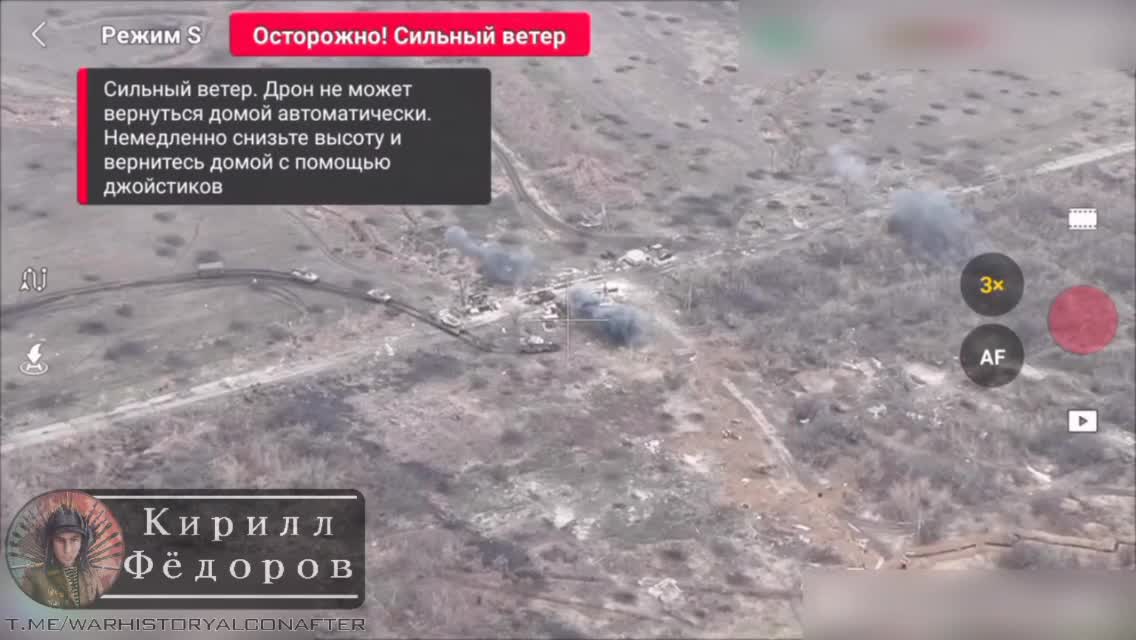 Режим S
Осторожно! Сильный ветер
Сильный ветер. Дрон не может
вернуться домой автоматически.
Немедленно снизьте высоту и
вернитесь домой с помощью
джойстиков
3×
AF
Кирилл
Фёдоров
T.ME/WARHISTORYALCONAFTER